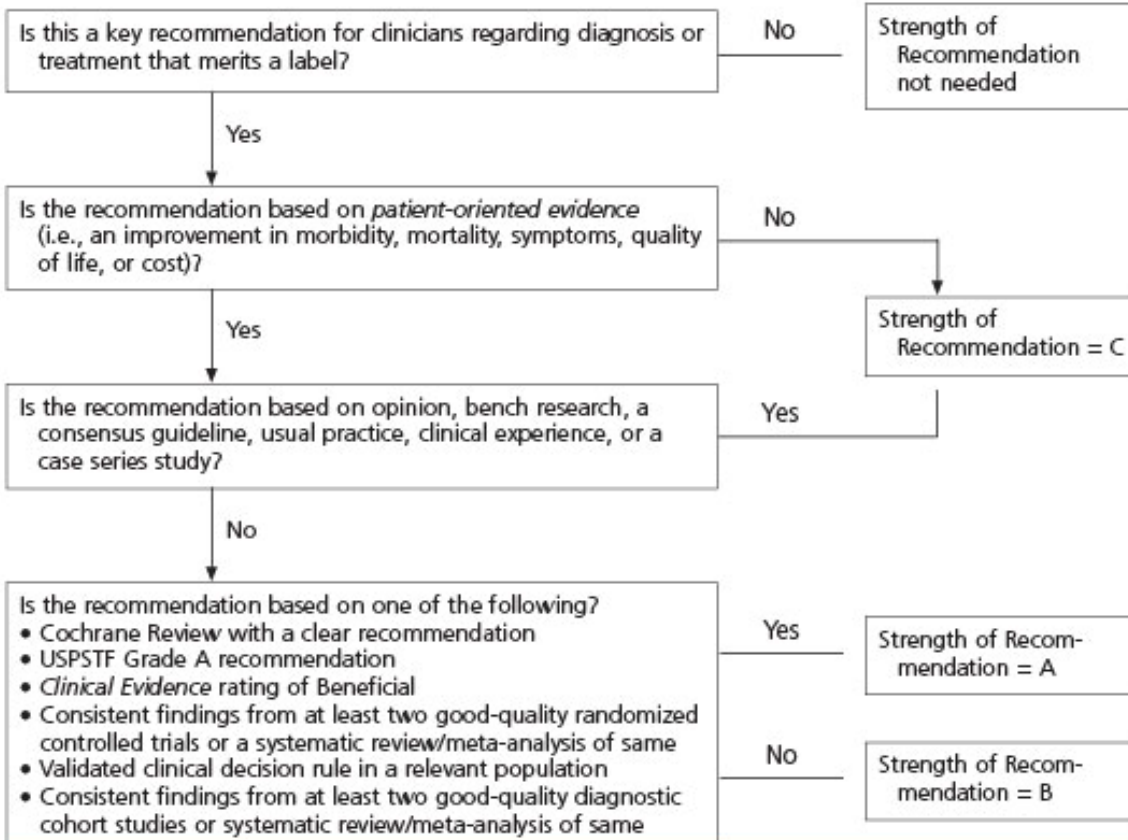 Is this a key recommendation for clinicians regarding diagnosis or
treatment that merits a label?
No
Strength of
Recommendation
not needed
Yes
Is the recommendation based on patient-oriented evidence
(i.e., an improvement in morbidity, mortality, symptoms, quality
of life, or cost)?
No
Strength of
Recommendation = C
Yes
Is the recommendation based on opinion, bench research, a
consensus guideline, usual practice, clinical experience, or a
case series study?
Yes
No
Is the recommendation based on one of the following?
• Cochrane Review with a clear recommendation
• USPSTF Grade A recommendation
• Clinical Evidence rating of Beneficial
• Consistent findings from at least two good-quality randomized
controlled trials or a systematic review/meta-analysis of same
• Validated clinical decision rule in a relevant population
• Consistent findings from at least two good-quality diagnostic
cohort studies or systematic review/meta-analysis of same
Yes
Strength of Recom-
mendation = A
No
Strength of Recom-
mendation = B